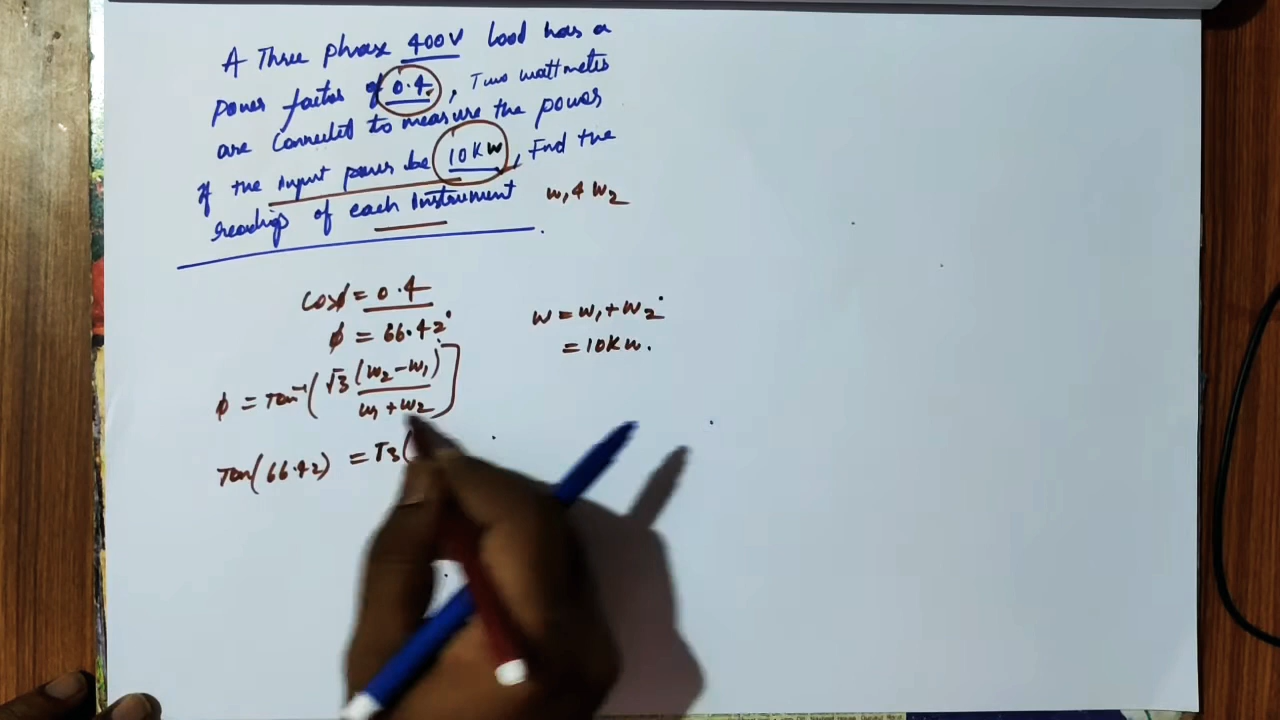 A Three phase 400V load has a
power factor of 0.4, Two wattmeter
are connected to measure the power
if the input power be 10KW, Find the
readings of each instrument W1 & W2
cosϕ = 0.4
ϕ = 66.42°
W = W1 + W2
= 10KW.
ϕ = Tan⁻¹(√3 (W2-W1) / W1+W2)
Tan(66.42) = √3(